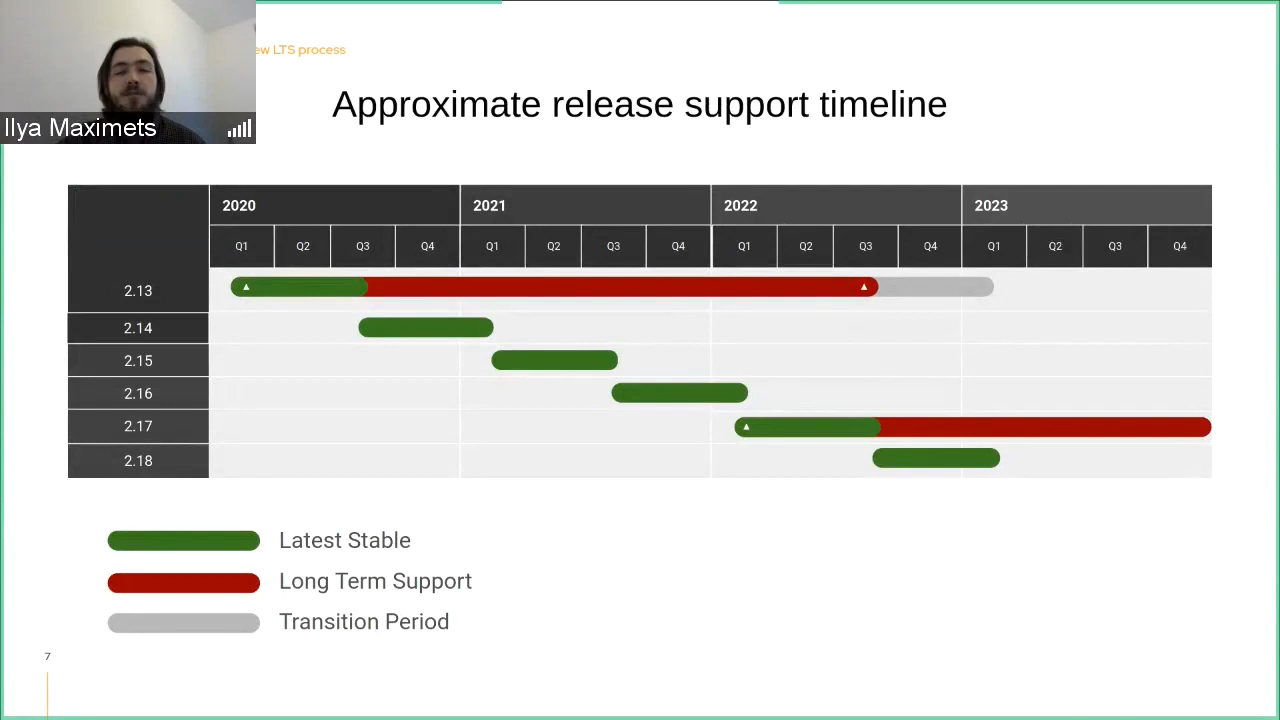 ew LTS process
Approximate release support timeline
Ilya Maximets
2020 2021 2022 2023
Q1 Q2 Q3 Q4 Q1 Q2 Q3 Q4 Q1 Q2 Q3 Q4 Q1 Q2 Q3 Q4
2.13
2.14
2.15
2.16
2.17
2.18
Latest Stable
Long Term Support
Transition Period
7